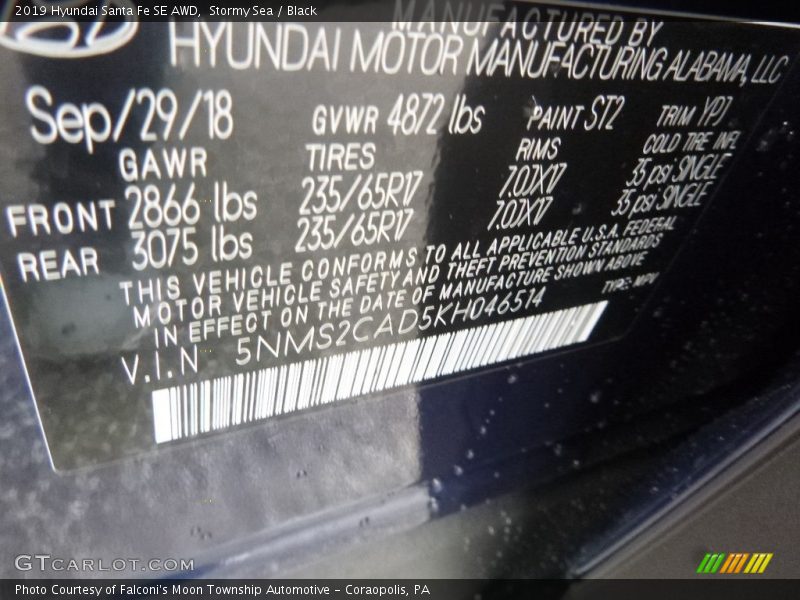 2019 Hyundai Santa Fe SE AWD,  Stormy Sea / Black
MANUFACTURED BY
HYUNDAI MOTOR MANUFACTURING ALABAMA, LLC
Sep/29/18 GVWR 4872 lbs PAINT ST2 TRIM YPJ
GAWR TIRES RIMS COLD TIRE INFL
FRONT 2866 lbs 235/65R17 7.0JX17 35 psi SINGLE
REAR 3075 lbs 235/65R17 7.0JX17 35 psi SINGLE
THIS VEHICLE CONFORMS TO ALL APPLICABLE U.S.A. FEDERAL
MOTOR VEHICLE SAFETY AND THEFT PREVENTION STANDARDS
IN EFFECT ON THE DATE OF MANUFACTURE SHOWN ABOVE
V.I.N 5NMS2CAD5KH046574 TYPE: MPV
GTCARLOT.COM
Photo Courtesy of Falconi's Moon Township Automotive - Coraopolis, PA